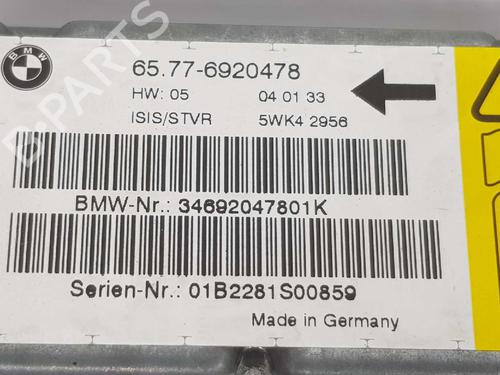 BMW
65.77-6920478
HW: 05 04 01 33
ISIS/STVR 5WK4 2956
BMW-Nr.: 34692047801K
Serien-Nr.: 01B2281S00859
Made in Germany
B-PARTS